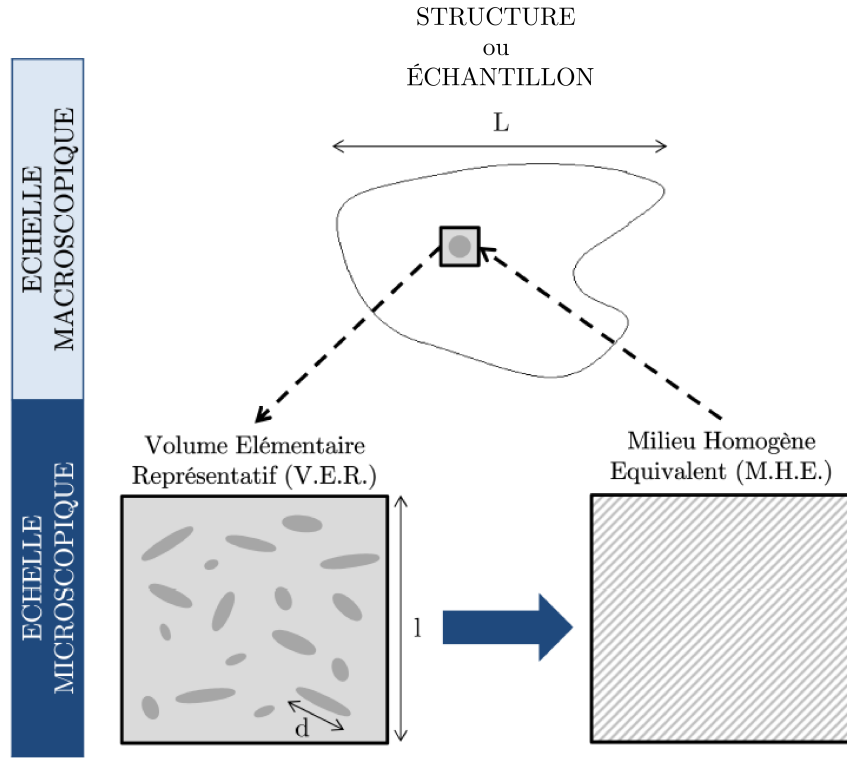 STRUCTURE
ou
ÉCHANTILLON
L
ECHELLE
MACROSCOPIQUE
Volume Elémentaire
Représentatif (V.E.R.)
Milieu Homogène
Equivalent (M.H.E.)
ECHELLE
MICROSCOPIQUE
l
d